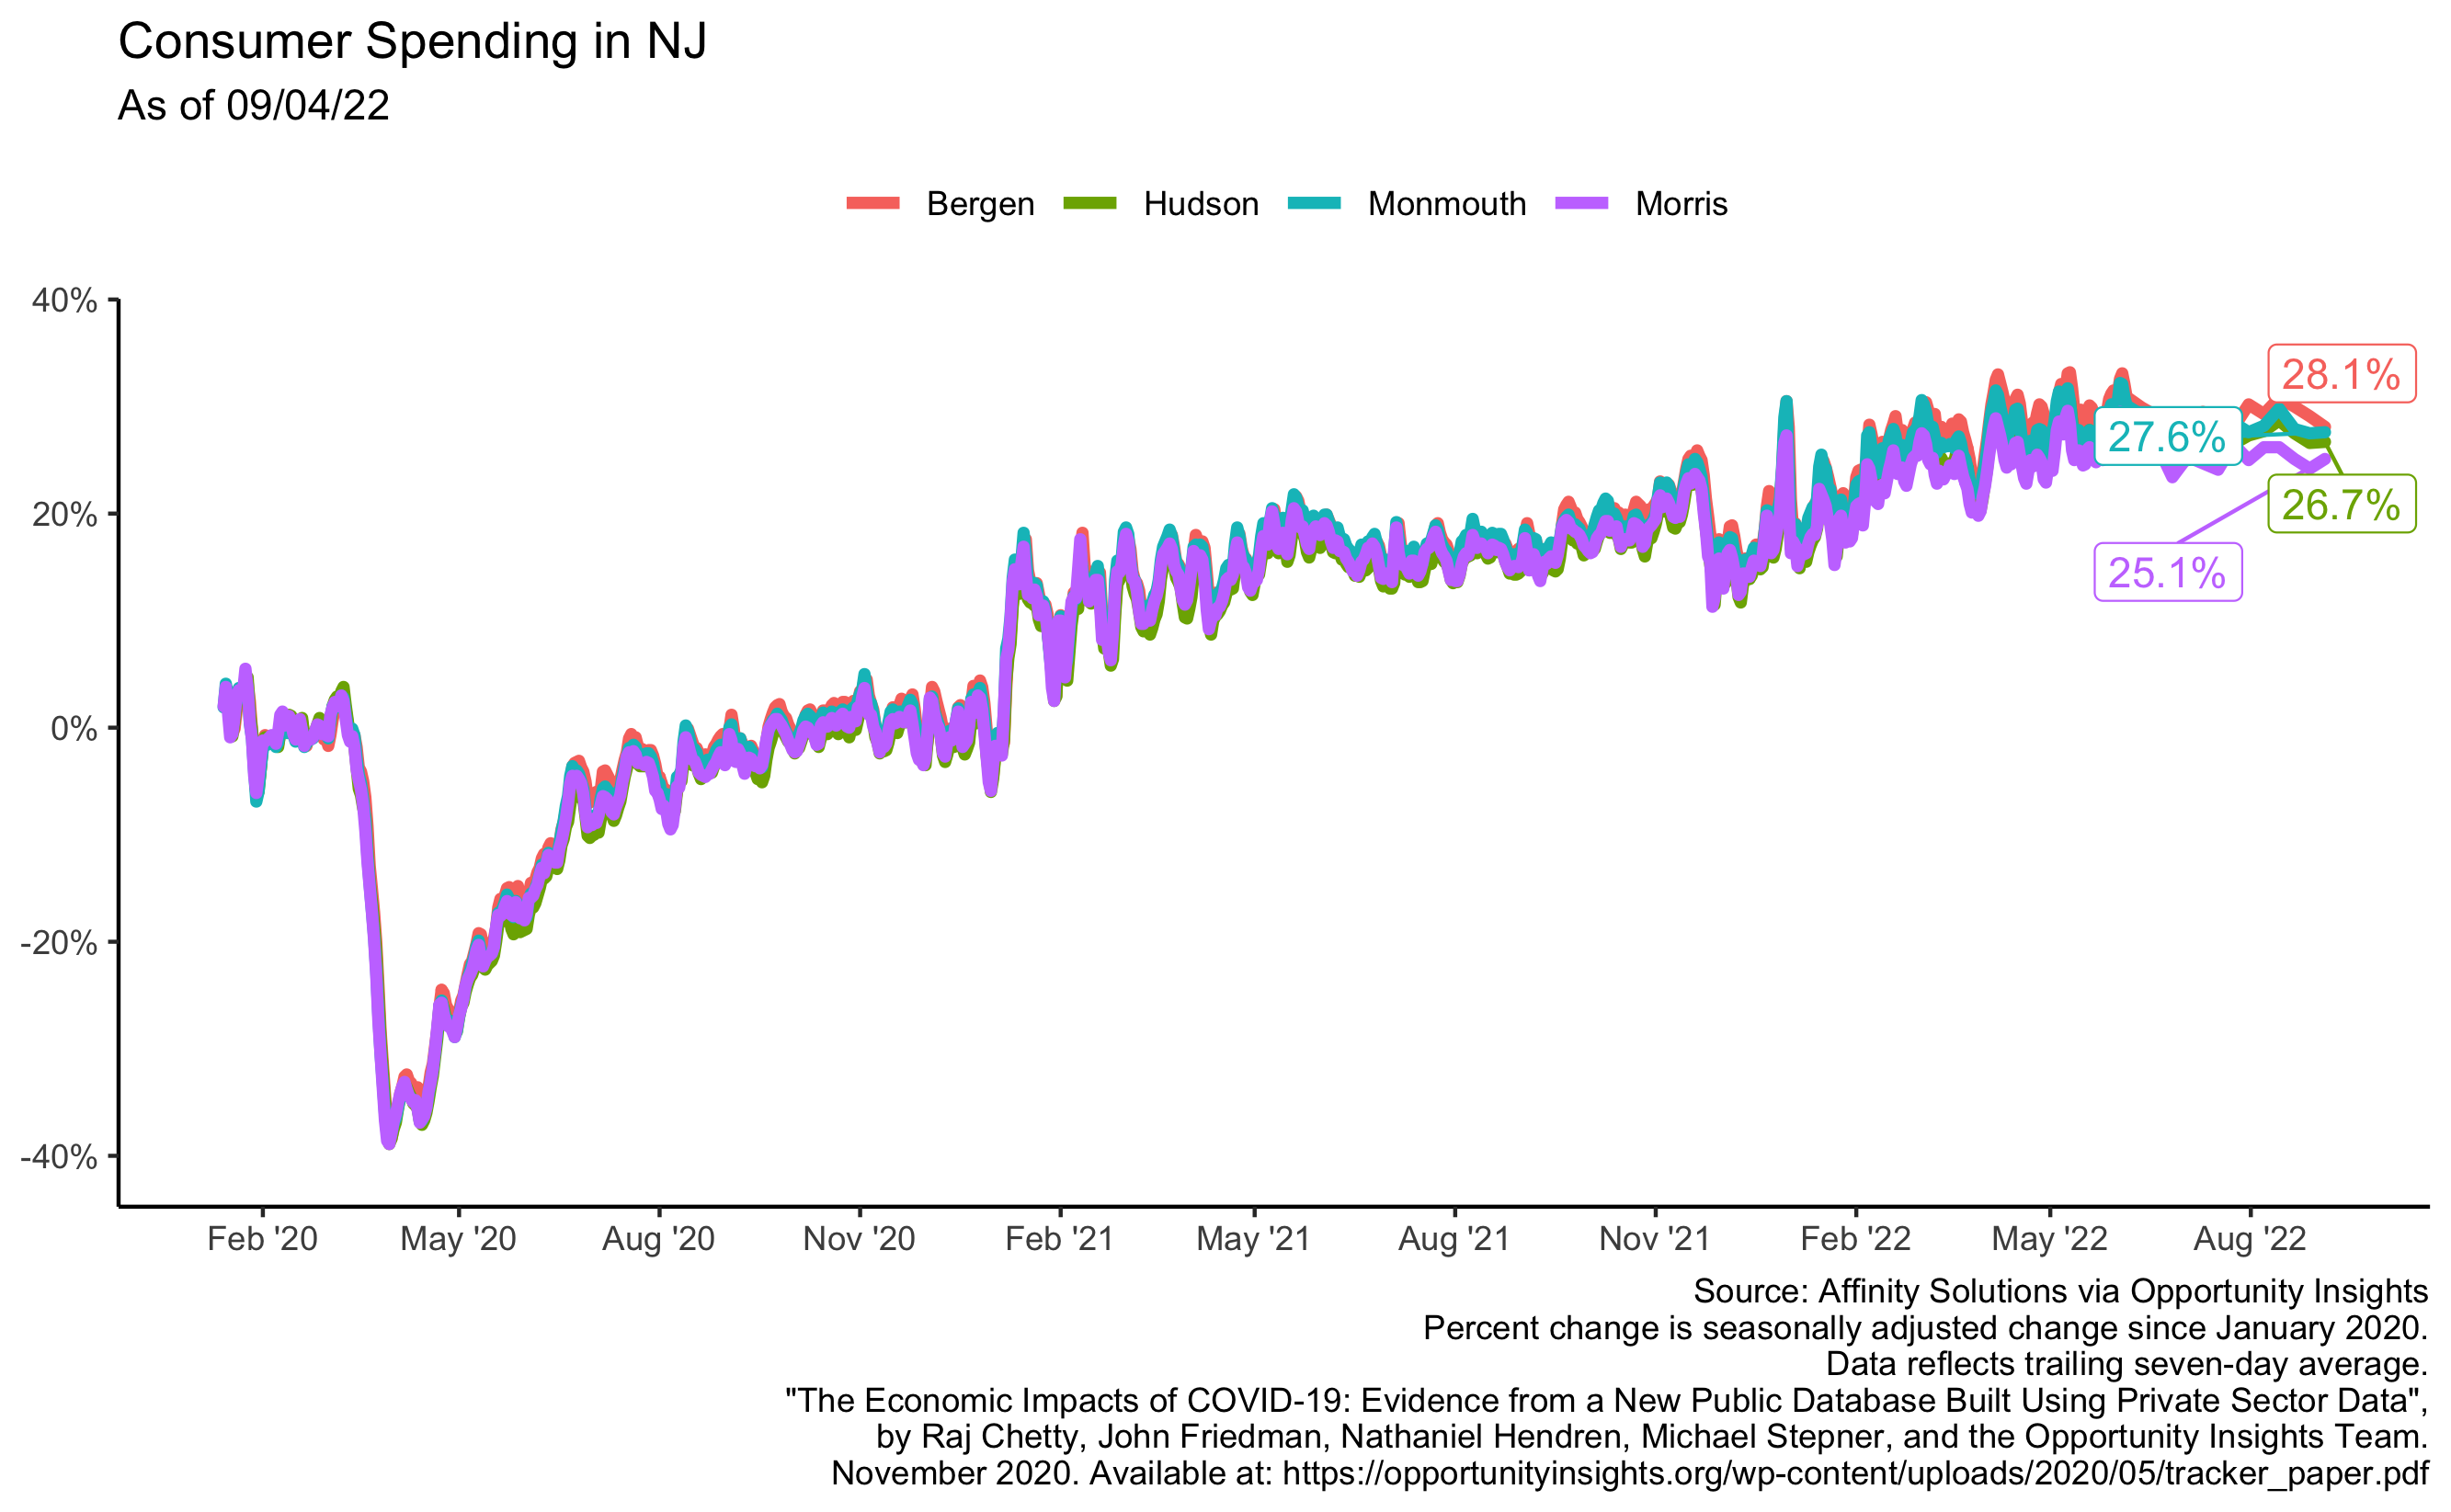 Consumer Spending in NJ
As of 09/04/22
Bergen Hudson Monmouth Morris
40%
20%
0%
-20%
-40%
28.1%
27.6%
26.7%
25.1%
Feb '20 May '20 Aug '20 Nov '20 Feb '21 May '21 Aug '21 Nov '21 Feb '22 May '22 Aug '22
Source: Affinity Solutions via Opportunity Insights
Percent change is seasonally adjusted change since January 2020.
Data reflects trailing seven-day average.
"The Economic Impacts of COVID-19: Evidence from a New Public Database Built Using Private Sector Data",
by Raj Chetty, John Friedman, Nathaniel Hendren, Michael Stepner, and the Opportunity Insights Team.
November 2020. Available at: https://opportunityinsights.org/wp-content/uploads/2020/05/tracker_paper.pdf